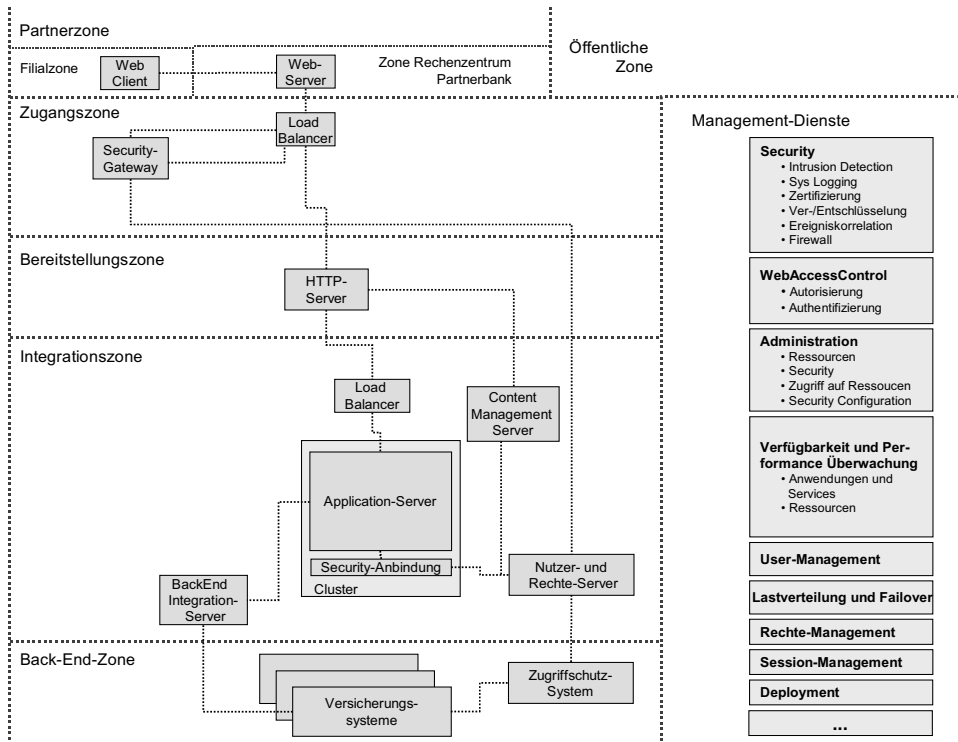 Partnerzone
Öffentliche
Zone
Filialzone
Web
Client
Web-
Server
Zone Rechenzentrum
Partnerbank
Zugangszone
Load
Balancer
Security-
Gateway
Bereitstellungszone
HTTP-
Server
Integrationszone
Load
Balancer
Content
Management
Server
Application-Server
Security-Anbindung
Cluster
Nutzer- und
Rechte-Server
BackEnd
Integration-
Server
Back-End-Zone
Versicherungs-
systeme
Zugriffschutz-
System
Management-Dienste
Security
• Intrusion Detection
• Sys Logging
• Zertifizierung
• Ver-/Entschlüsselung
• Ereigniskorrelation
• Firewall
WebAccessControl
• Autorisierung
• Authentifizierung
Administration
• Ressourcen
• Security
• Zugriff auf Ressoucen
• Security Configuration
Verfügbarkeit und Per-
formance Überwachung
• Anwendungen und
Services
• Ressourcen
User-Management
Lastverteilung und Failover
Rechte-Management
Session-Management
Deployment
...